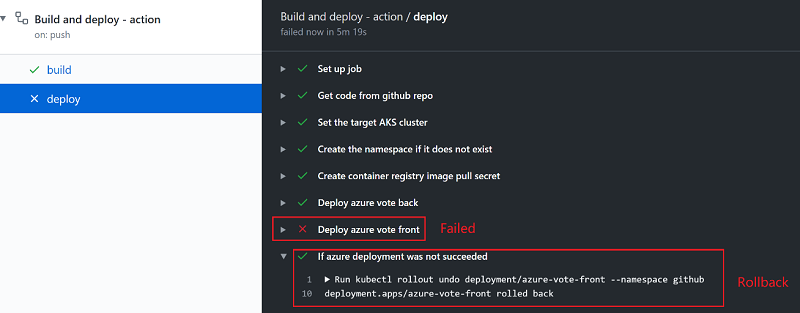 Build and deploy - action
on: push
build
deploy
Build and deploy - action / deploy
failed now in 5m 19s
Set up job
Get code from github repo
Set the target AKS cluster
Create the namespace if it does not exist
Create container registry image pull secret
Deploy azure vote back
Deploy azure vote front
Failed
If azure deployment was not succeeded
1 Run kubectl rollout undo deployment/azure-vote-front --namespace github
10 deployment.apps/azure-vote-front rolled back
Rollback